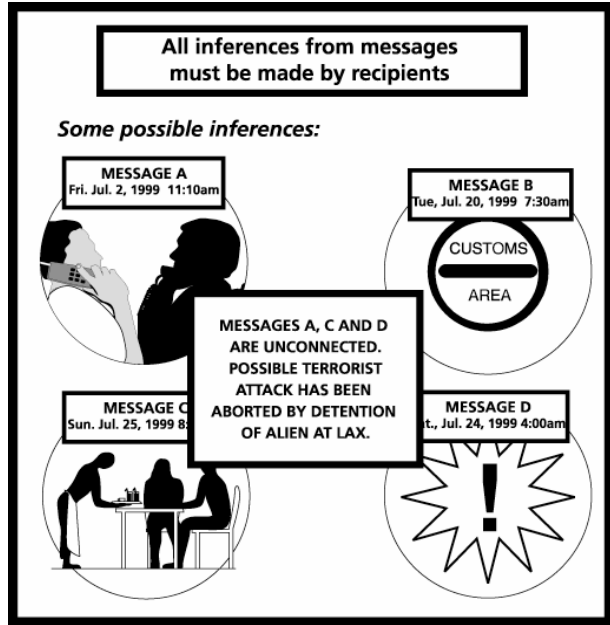 All inferences from messages
must be made by recipients
Some possible inferences:
MESSAGE A
Fri. Jul. 2, 1999 11:10am
MESSAGE B
Tue, Jul. 20, 1999 7:30am
CUSTOMS
AREA
MESSAGES A, C AND D
ARE UNCONNECTED.
POSSIBLE TERRORIST
ATTACK HAS BEEN
ABORTED BY DETENTION
OF ALIEN AT LAX.
MESSAGE C
Sun. Jul. 25, 1999 8:
MESSAGE D
t., Jul. 24, 1999 4:00am
!